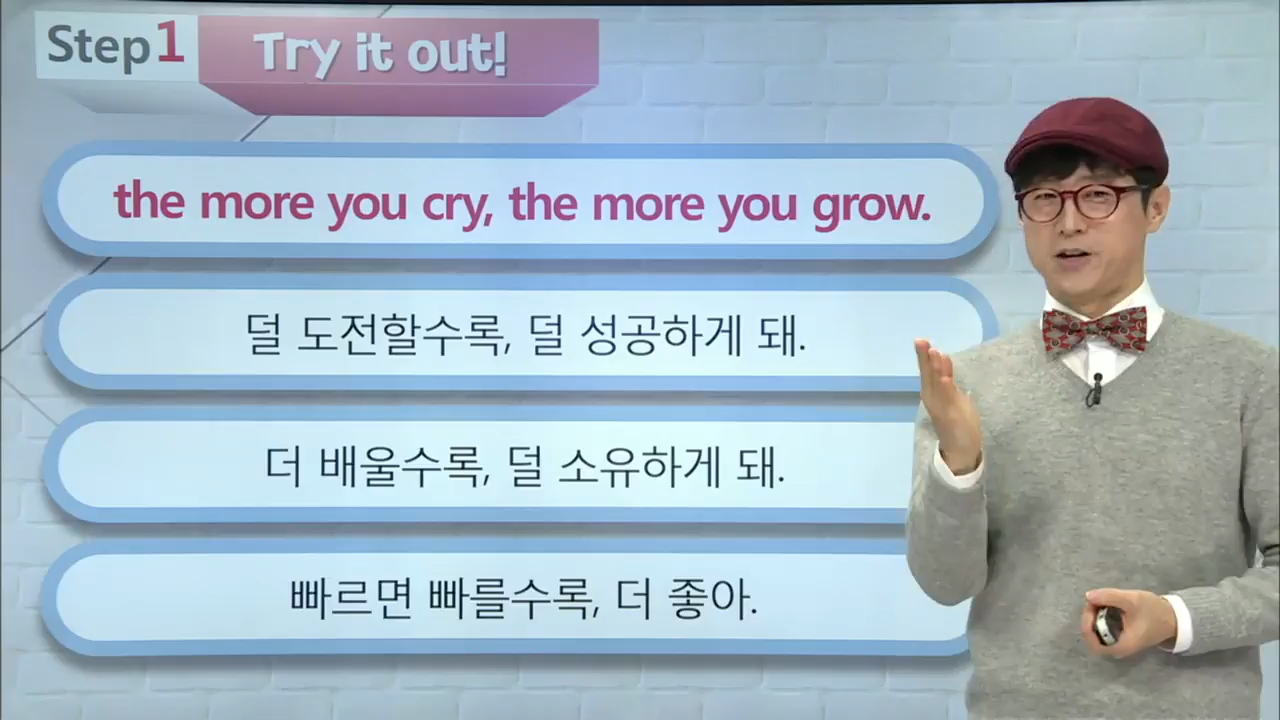 Step1 Try it out!
the more you cry, the more you grow.
덜 도전할수록, 덜 성공하게 돼.
더 배울수록, 덜 소유하게 돼.
빠르면 빠를수록, 더 좋아.